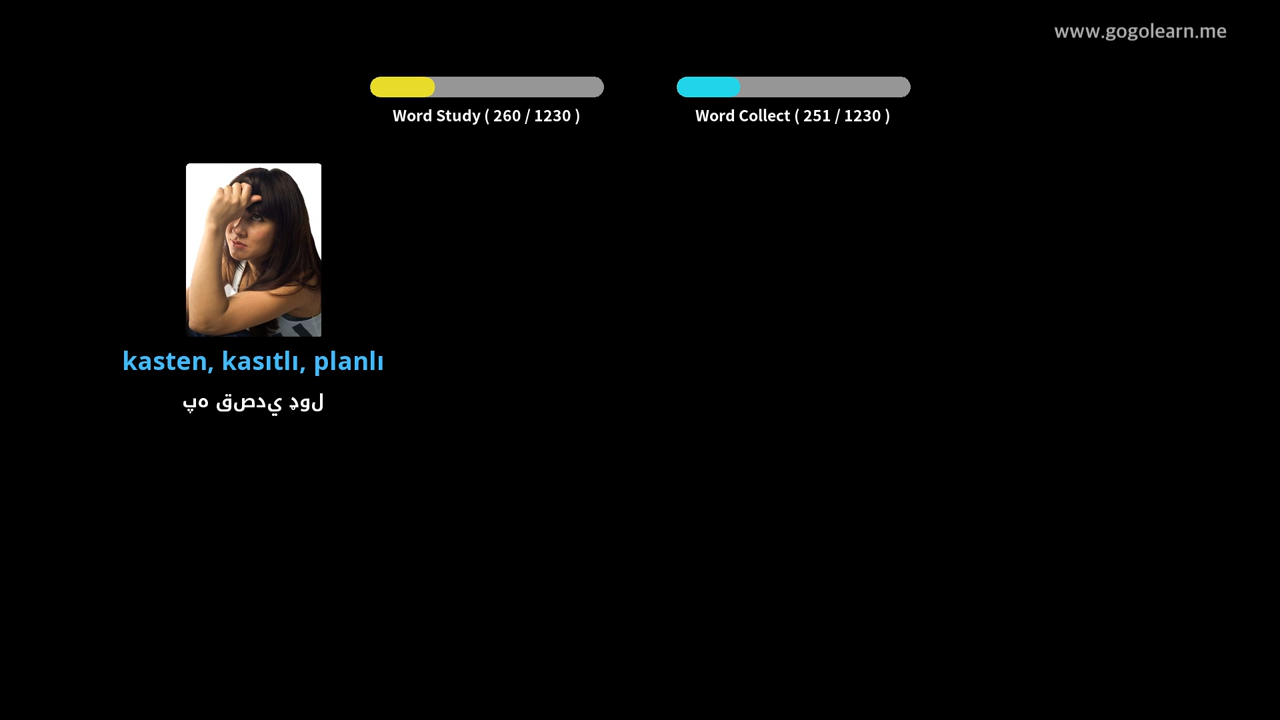 www.gogolearn.me
Word Study ( 260 / 1230 )
Word Collect ( 251 / 1230 )
kasten, kasıtlı, planlı
په قصدي ډول